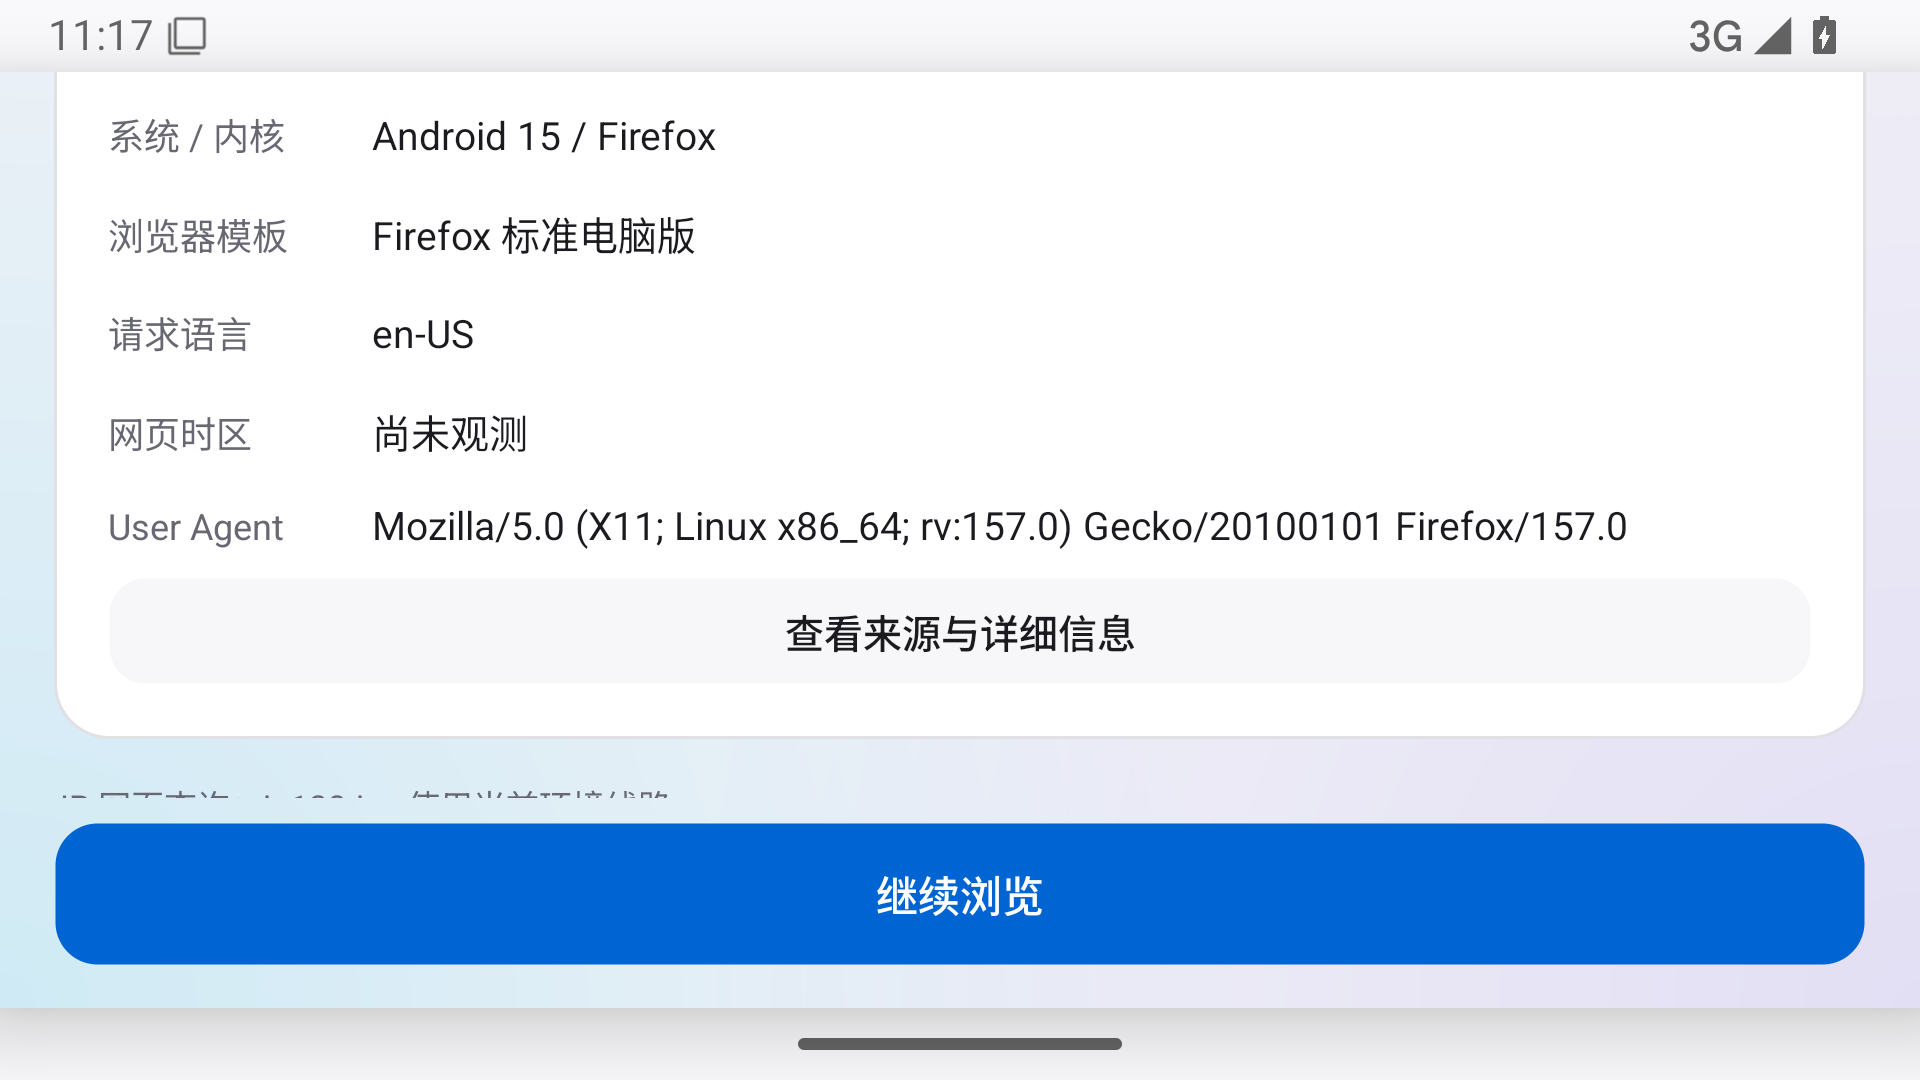 11:17
3G
系统 / 内核
Android 15 / Firefox
浏览器模板
Firefox 标准电脑版
请求语言
en-US
网页时区
尚未观测
User Agent
Mozilla/5.0 (X11; Linux x86_64; rv:157.0) Gecko/20100101 Firefox/157.0
查看来源与详细信息
继续浏览